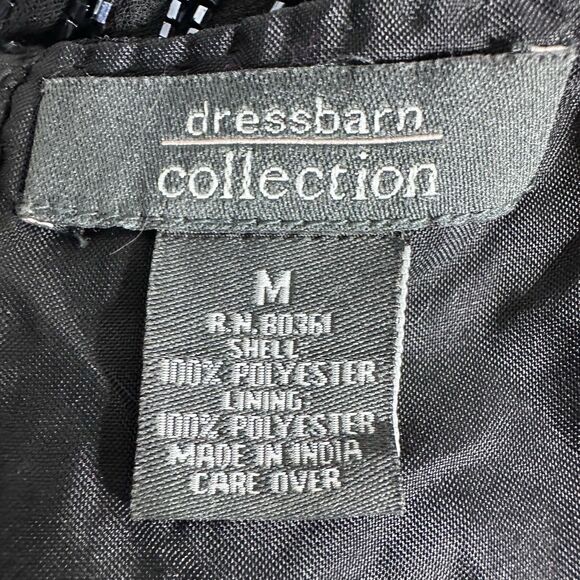 dressbarn
collection
M
R.N.80361
SHELL
100% POLYESTER
LINING:
100% POLYESTER
MADE IN INDIA
CARE OVER